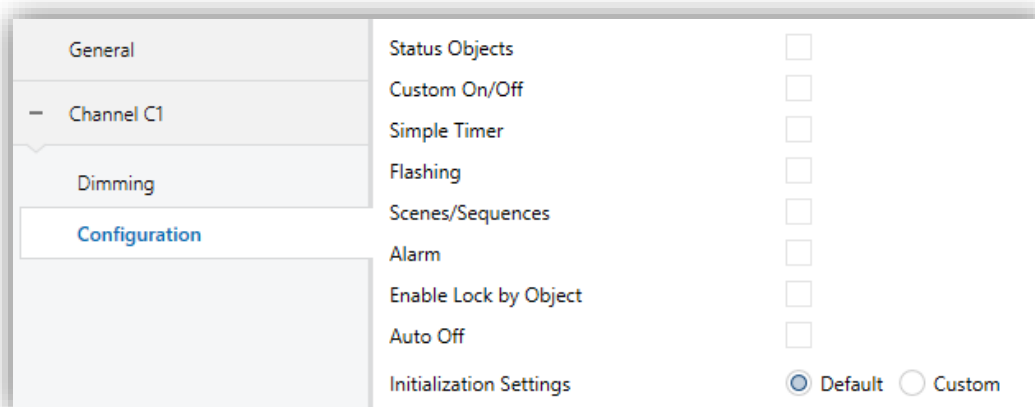 General
Channel C1
Dimming
Configuration
Status Objects
Custom On/Off
Simple Timer
Flashing
Scenes/Sequences
Alarm
Enable Lock by Object
Auto Off
Initialization Settings Default Custom